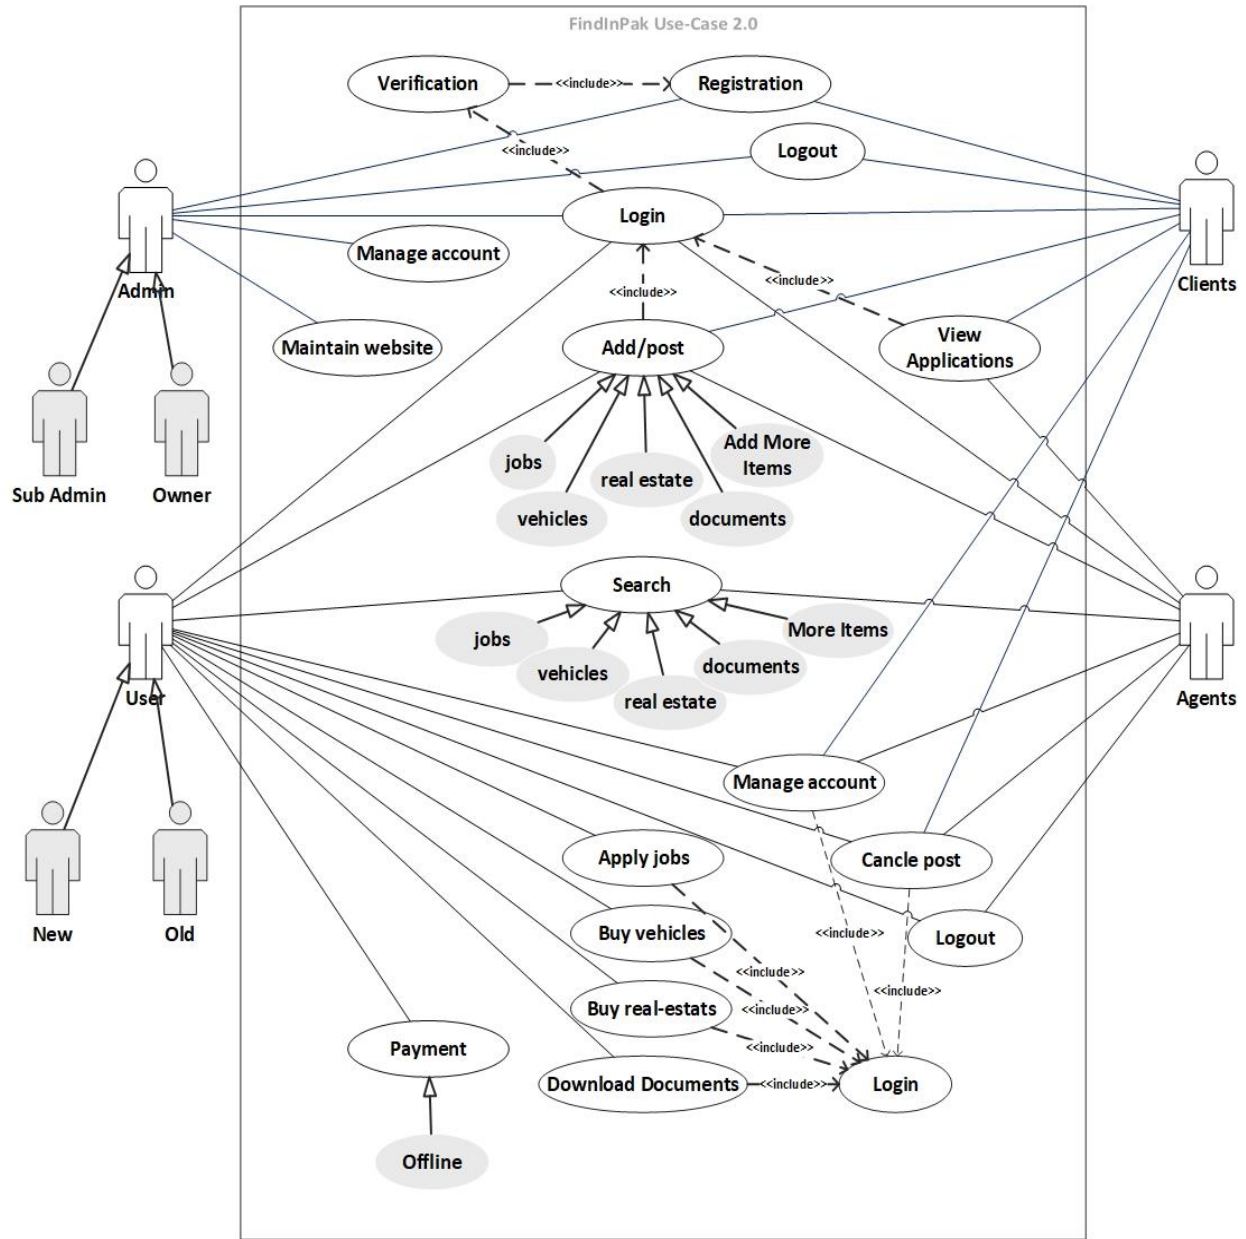 FindInPak Use-Case 2.0
Verification
<<include>>
Registration
<<include>>
Logout
Login
Manage account
Admin
Clients
<<include>>
<<include>>
Maintain website
Add/post
View
Applications
Sub Admin
Owner
jobs
vehicles
real estate
documents
Add More
Items
Search
jobs
vehicles
real estate
documents
More Items
User
Agents
Manage account
New
Old
Apply jobs
Cancle post
Buy vehicles
<<include>>
Logout
<<include>>
<<include>>
Buy real-estats
<<include>>
<<include>>
Payment
Download Documents
<<include>>
Login
Offline